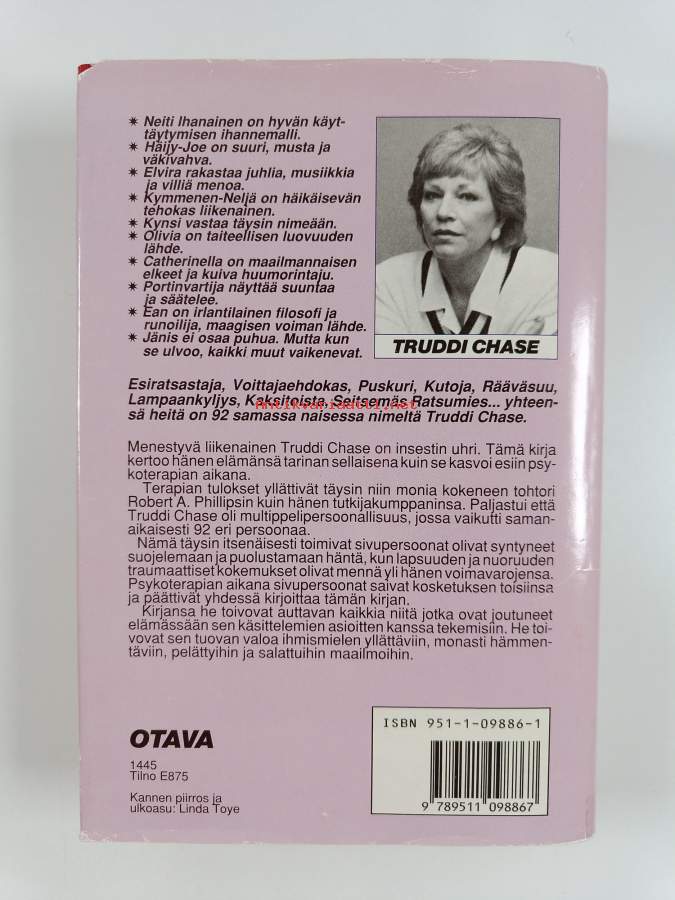 ✷ Neiti Ihanainen on hyvän käyt-
täytymisen ihannemalli.
✷ Häijy-Joe on suuri, musta ja
väkivahva.
✷ Elvira rakastaa juhlia, musiikkia
ja villiä menoa.
✷ Kymmenen-Neljä on häikäisevän
tehokas liikenainen.
✷ Kynsi vastaa täysin nimeään.
✷ Olivia on taiteellisen luovuuden
lähde.
✷ Catherinella on maailmannaisen
elkeet ja kuiva huumorintaju.
✷ Portinvartija näyttää suuntaa
ja säätelee.
✷ Ean on irlantilainen filosofi ja
runoilija, maagisen voiman lähde.
✷ Jänis ei osaa puhua. Mutta kun
se ulvoo, kaikki muut vaikenevat.
TRUDDI CHASE
Esiratsastaja, Voittajaehdokas, Puskuri, Kutoja, Rääväsuu,
Lampaankyljys, Kaksitoista, Seitsemäs Ratsumies... yhteen-
antikvariaatti.net
sä heitä on 92 samassa naisessa nimeltä Truddi Chase.
Menestyvä liikenainen Truddi Chase on insestin uhri. Tämä kirja
kertoo hänen elämänsä tarinan sellaisena kuin se kasvoi esiin psy-
koterapian aikana.
Terapian tulokset yllättivät täysin niin monia kokeneen tohtori
Robert A. Phillipsin kuin hänen tutkijakumppaninsa. Paljastui että
Truddi Chase oli multippelipersoonallisuus, jossa vaikutti saman-
aikaisesti 92 eri persoonaa.
Nämä täysin itsenäisesti toimivat sivupersoonat olivat syntyneet
suojelemaan ja puolustamaan häntä, kun lapsuuden ja nuoruuden
traumaattiset kokemukset olivat mennä yli hänen voimavarojensa.
Psykoterapian aikana sivupersoonat saivat kosketuksen toisiinsa
ja päättivät yhdessä kirjoittaa tämän kirjan.
Kirjansa he toivovat auttavan kaikkia niitä jotka ovat joutuneet
elämässään sen käsittelemien asioitten kanssa tekemisiin. He toi-
vovat sen tuovan valoa ihmismielen yllättäviin, monasti hämmen-
täviin, pelättyihin ja salattuihin maailmoihin.
OTAVA
1445
Tilno E875
Kannen piirros ja
ulkoasu: Linda Toye
ISBN 951-1-09886-1
9 789511 098867